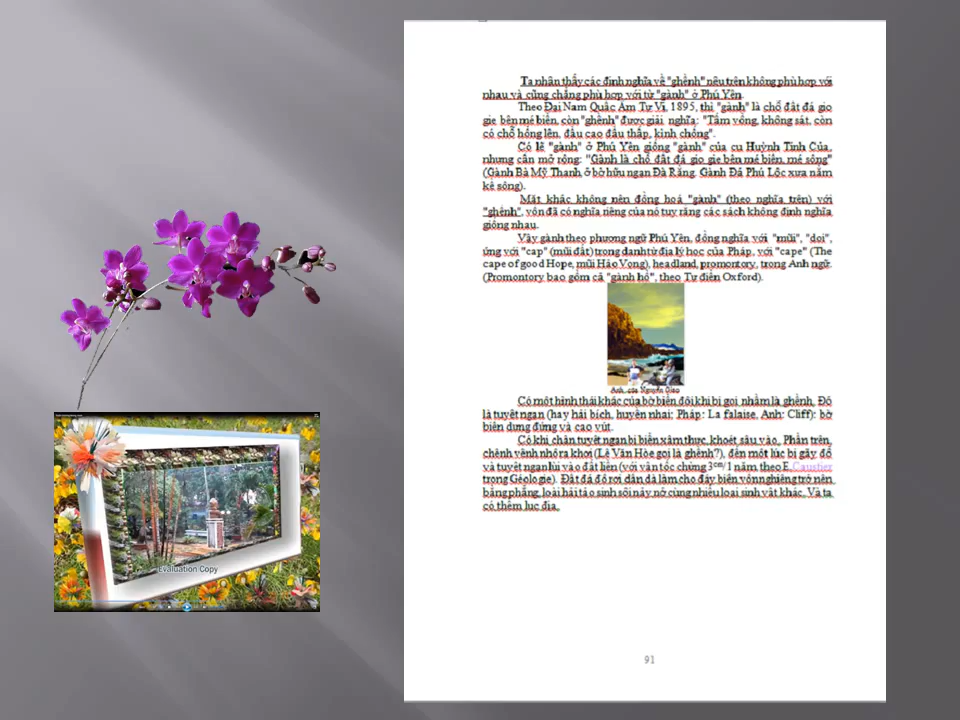 Ta nhận thấy các định nghĩa về "ghềnh" nêu trên không phù hợp với
nhau và cũng chẳng phù hợp với từ "gành" ở Phú Yên.
Theo Đại Nam Quấc Âm Tự Vị, 1895, thì "gành" là chỗ đất đá gio
gie bên mé biển, còn "ghềnh" được giải nghĩa: "Tấm vổng, không sát, còn
có chỗ hổng lên, đầu cao đầu thấp, kình chống".
Có lẽ "gành" ở Phú Yên giống "gành" của cụ Huỳnh Tịnh Của,
nhưng cần mở rộng: "Gành là chỗ đất đá gio gie bên mé biển, mé sông"
(Gành Bà Mỹ Thanh ở bờ hữu ngạn Đà Rằng. Gành Đá Phú Lộc xưa nằm
kề sông).
Mặt khác không nên đồng hoá "gành" (theo nghĩa trên) với
"ghềnh", vốn đã có nghĩa riêng của nó tuy rằng các sách không định nghĩa
giống nhau.
Vậy gành theo phương ngữ Phú Yên, đồng nghĩa với "mũi", "doi",
ứng với "cap" (mũi đất) trong danh từ địa lý học của Pháp, với "cape" (The
cape of good Hope, mũi Hảo Vọng), headland, promontory, trong Anh ngữ.
(Promontory bao gồm cả "gành hố", theo Tự điển Oxford).
Ảnh của Nguyễn Giao
Có một hình thái khác của bờ biển đôi khi bị gọi nhầm là ghềnh. Đó
là tuyệt ngạn (hay hải bích, huyền nhai; Pháp: La falaise, Anh: Cliff): bờ
biển dựng đứng và cao vút.
Có khi chân tuyệt ngạn bị biển xâm thực, khoét sâu vào. Phần trên,
chênh vênh nhô ra khơi (Lê Văn Hòe gọi là ghềnh?), đến một lúc bị gãy đổ
và tuyệt ngạn lùi vào đất liền (với vận tốc chừng 3cm/1 năm theo E.Caustier
trong Géologie). Đất đá đổ rơi dần dà làm cho đáy biển vốn nghiêng trở nên
bằng phẳng, loài hải tảo sinh sôi nảy nở cùng nhiều loại sinh vật khác. Và ta
có thềm lục địa.
91
Evaluation Copy